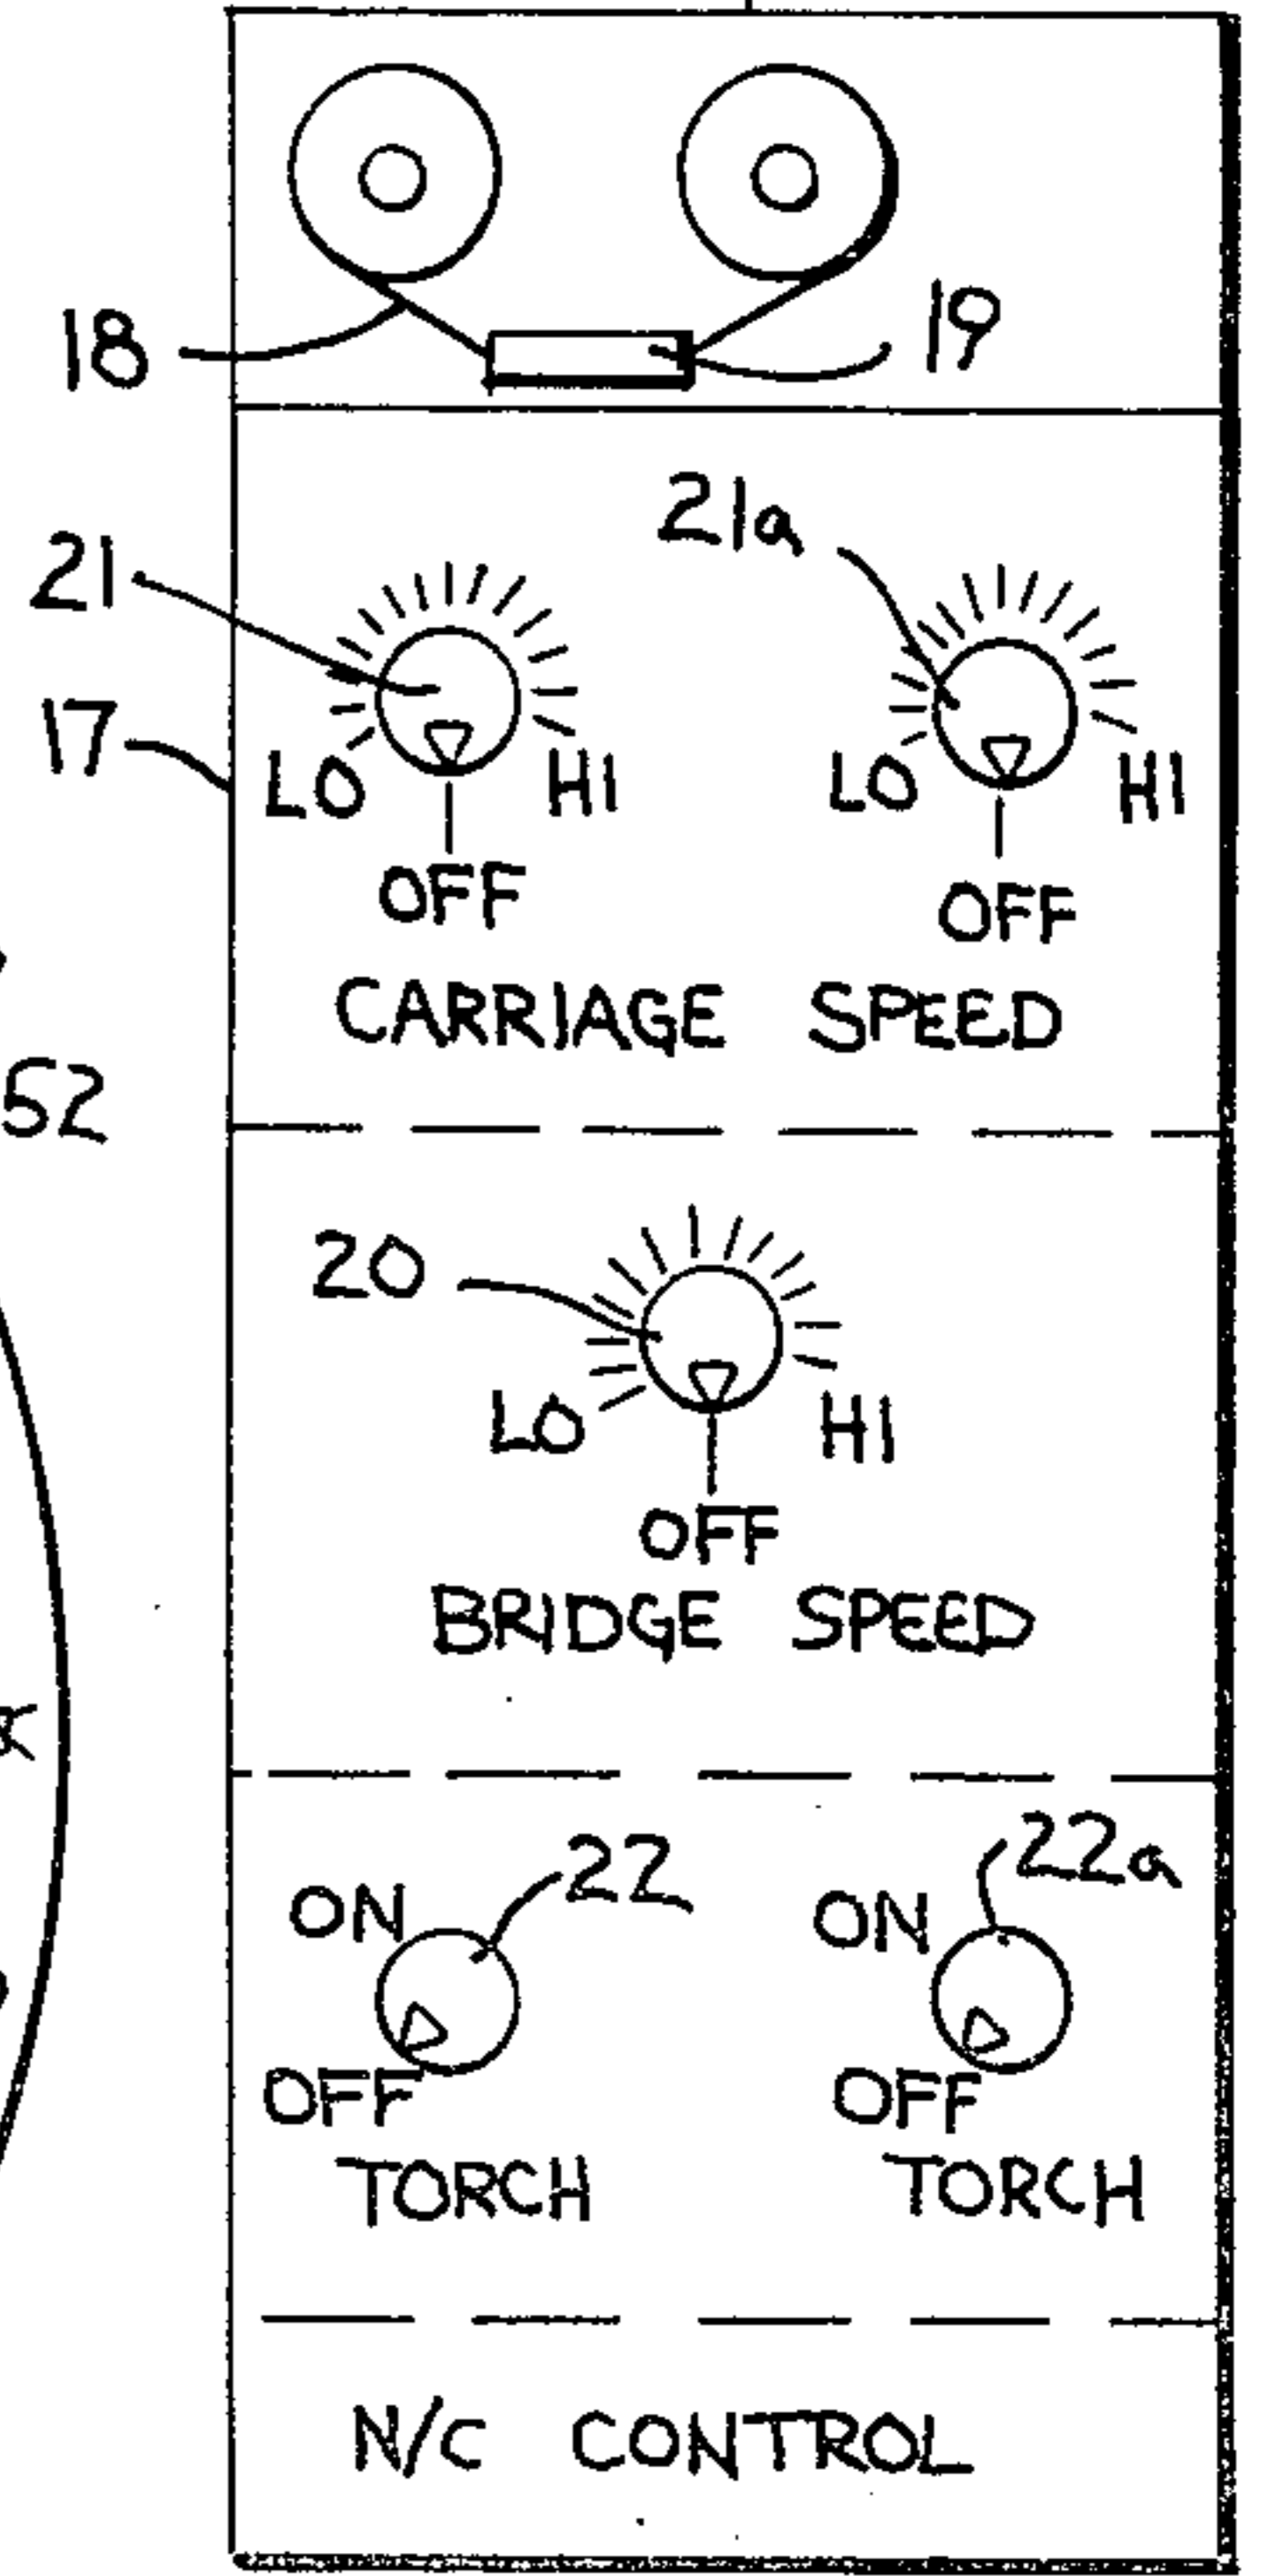 18
19
21
21a
17
LO HI
LO HI
OFF
OFF
CARRIAGE SPEED
52
20
LO HI
OFF
BRIDGE SPEED
22
22a
ON
ON
OFF
OFF
TORCH
TORCH
N/C CONTROL